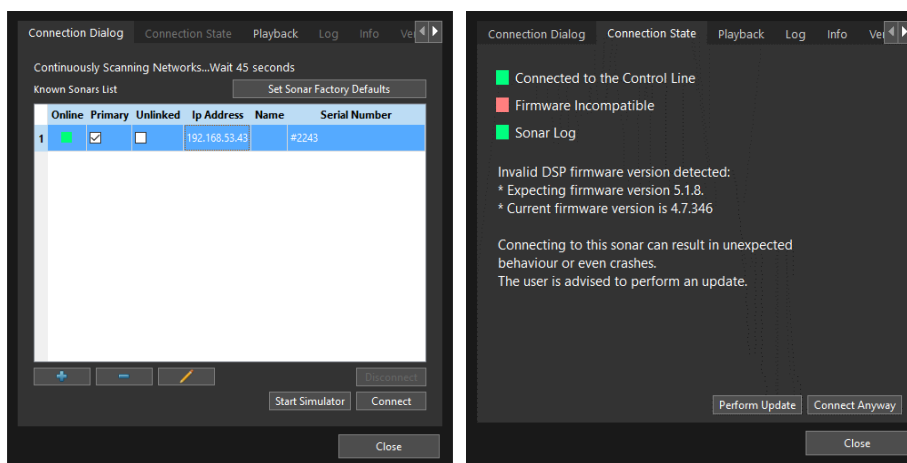 Connection Dialog Connection State Playback Log Info
Continuously Scanning Networks...Wait 45 seconds
Known Sonars List Set Sonar Factory Defaults
Online Primary Unlinked Ip Address Name Serial Number
1 192.168.53.43 #2243
Disconnect
Start Simulator Connect
Close
Connection Dialog Connection State Playback Log Info
Connected to the Control Line
Firmware Incompatible
Sonar Log
Invalid DSP firmware version detected:
* Expecting firmware version 5.1.8.
* Current firmware version is 4.7.346
Connecting to this sonar can result in unexpected
behaviour or even crashes.
The user is advised to perform an update.
Perform Update Connect Anyway
Close